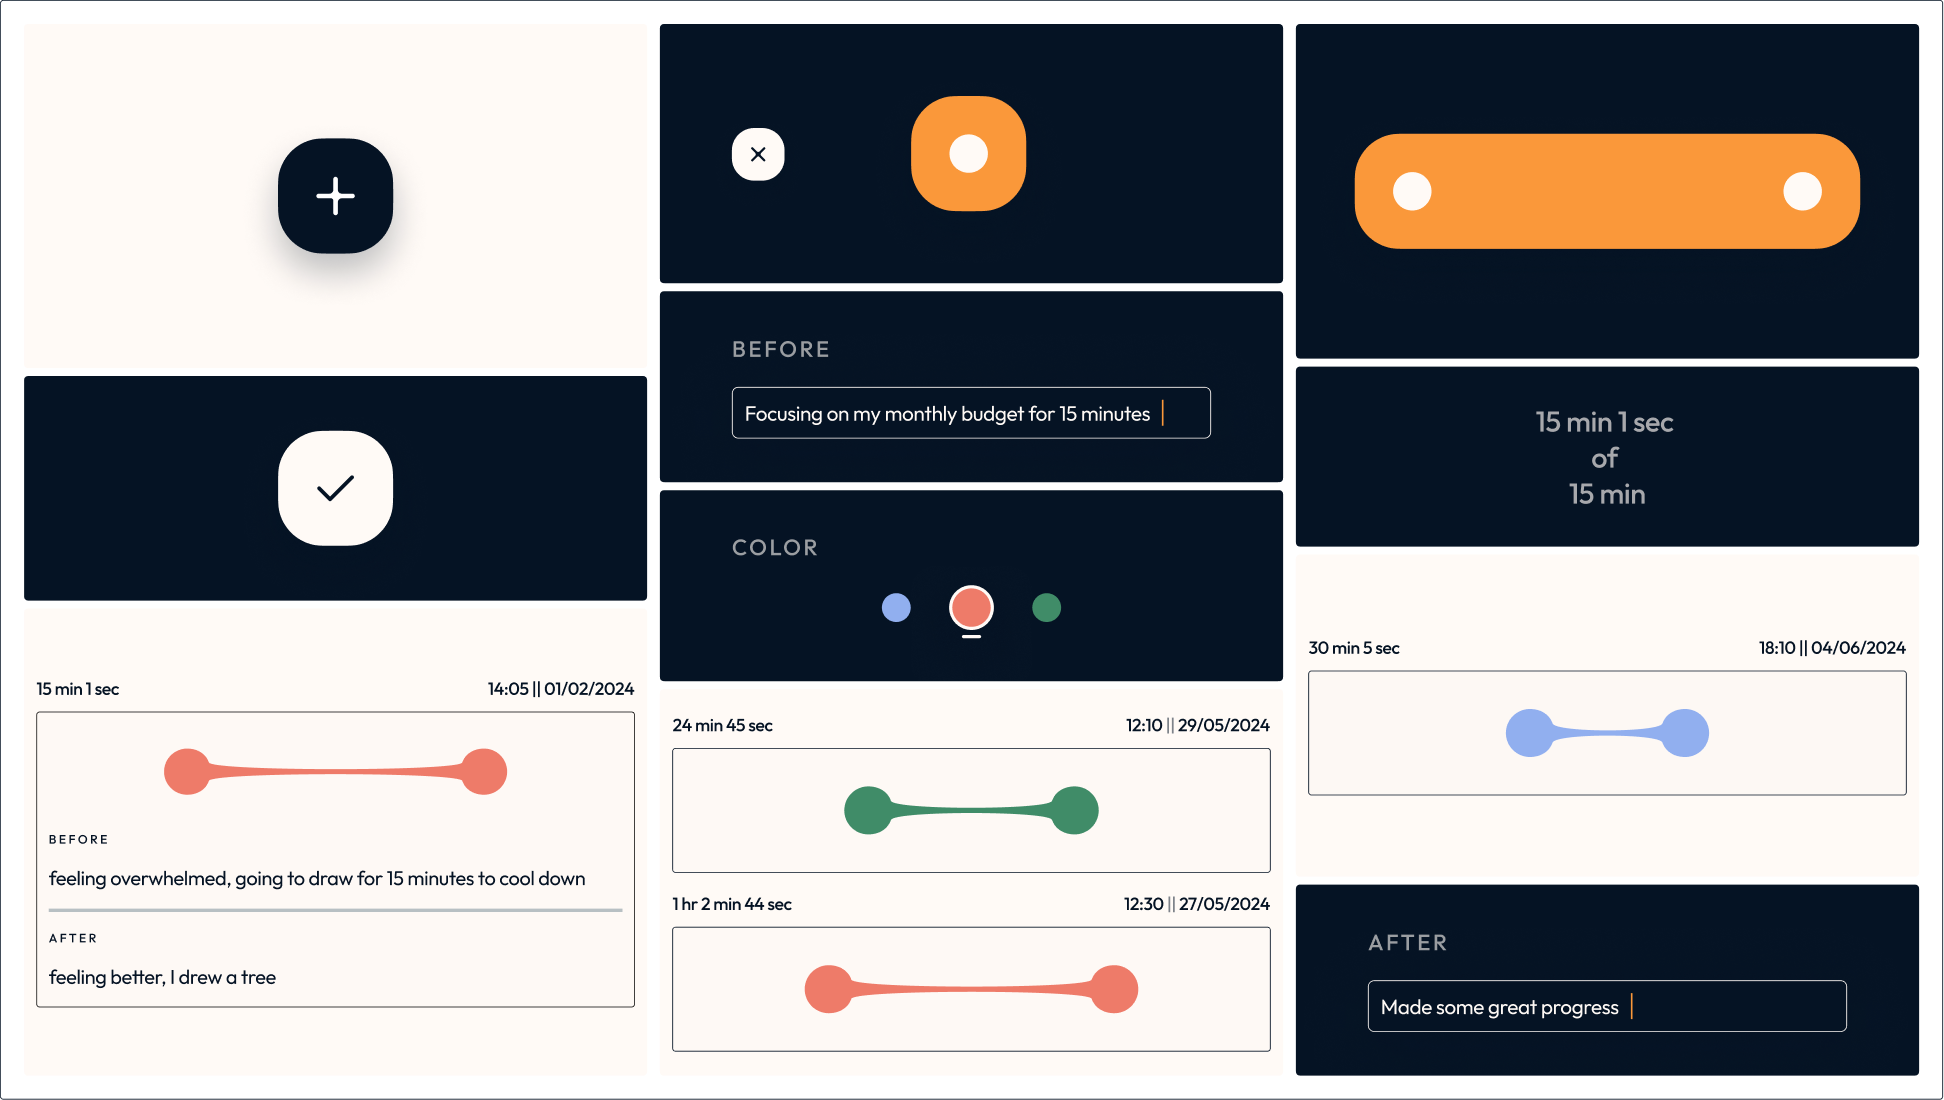 15 min 1 sec
14:05 || 01/02/2024
BEFORE
feeling overwhelmed, going to draw for 15 minutes to cool down
AFTER
feeling better, I drew a tree
BEFORE
Focusing on my monthly budget for 15 minutes
COLOR
24 min 45 sec
12:10 || 29/05/2024
1 hr 2 min 44 sec
12:30 || 27/05/2024
15 min 1 sec
of
15 min
30 min 5 sec
18:10 || 04/06/2024
AFTER
Made some great progress